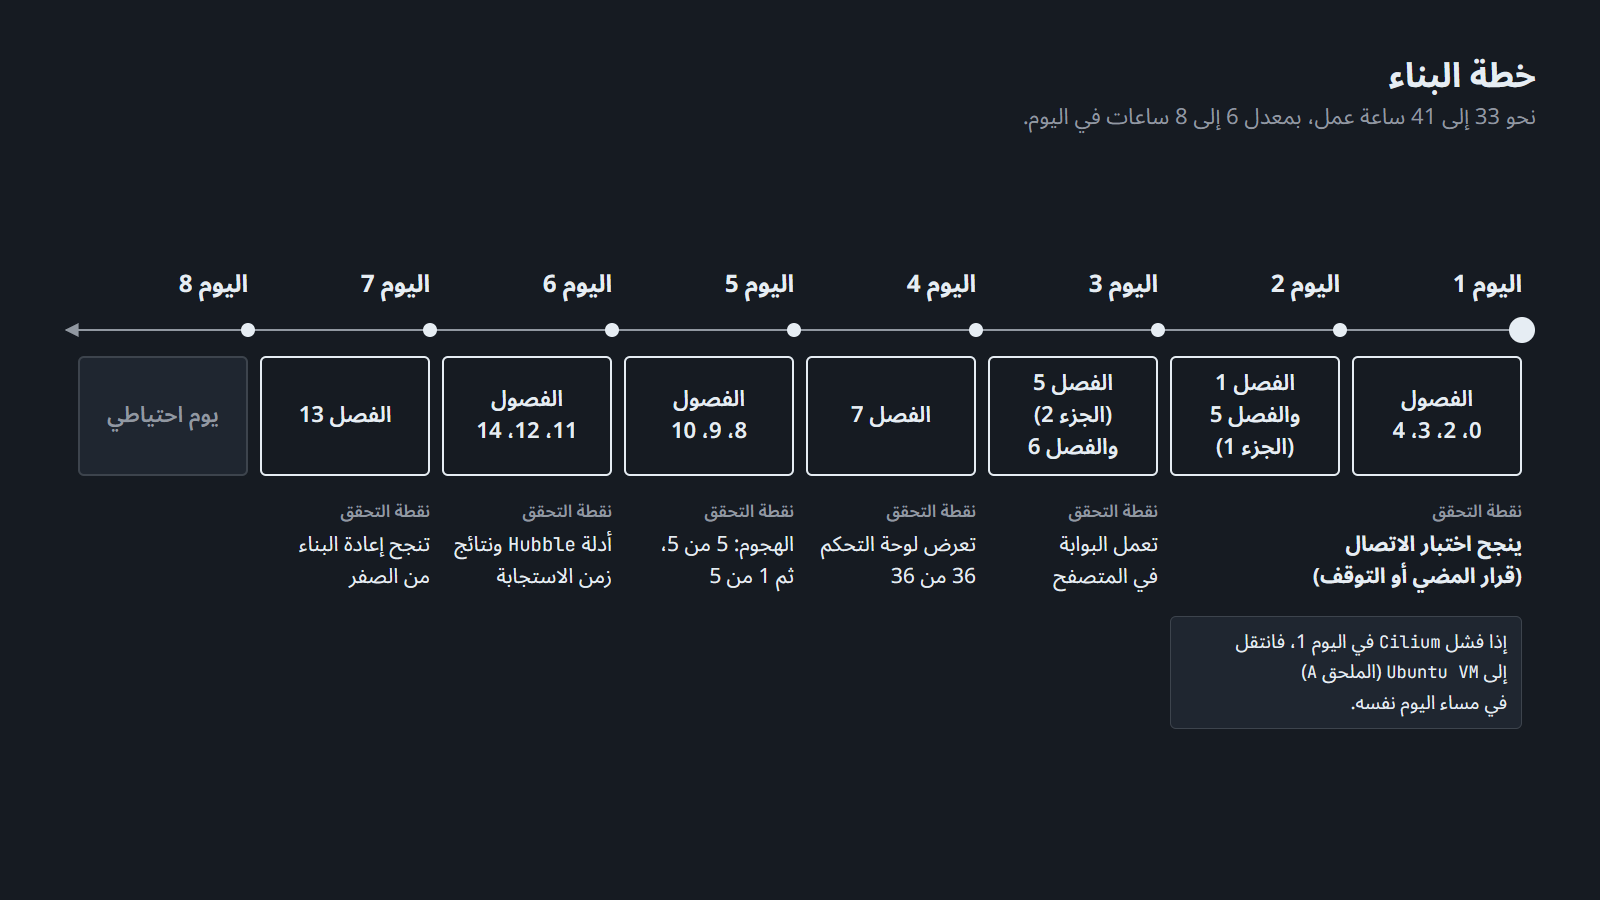 خطة البناء
نحو 33 إلى 41 ساعة عمل، بمعدل 6 إلى 8 ساعات في اليوم.
اليوم 1
اليوم 2
اليوم 3
اليوم 4
اليوم 5
اليوم 6
اليوم 7
اليوم 8
الفصول
0، 2، 3، 4
الفصل 1
والفصل 5
(الجزء 1)
الفصل 5
(الجزء 2)
والفصل 6
الفصل 7
الفصول
8، 9، 10
الفصول
11، 12، 14
الفصل 13
يوم احتياطي
نقطة التحقق
ينجح اختبار الاتصال
(قرار المضي أو التوقف)
نقطة التحقق
تعمل البوابة
في المتصفح
نقطة التحقق
تعرض لوحة التحكم
36 من 36
نقطة التحقق
الهجوم: 5 من 5،
ثم 1 من 5
نقطة التحقق
أدلة Hubble ونتائج
زمن الاستجابة
نقطة التحقق
تنجح إعادة البناء
من الصفر
إذا فشل Cilium في اليوم 1، فانتقل
إلى Ubuntu VM (الملحق A)
في مساء اليوم نفسه.